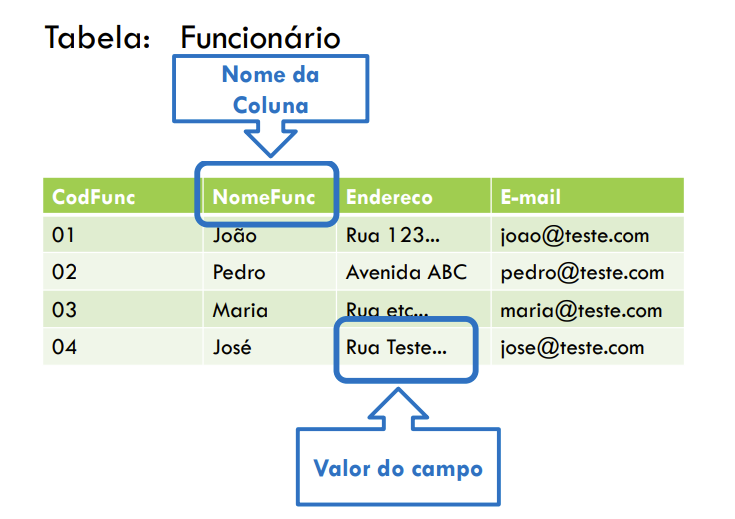 Tabela: Funcionário
Nome da
Coluna
CodFunc NomeFunc Endereco E-mail
01 João Rua 123... joao@teste.com
02 Pedro Avenida ABC pedro@teste.com
03 Maria Rua etc... maria@teste.com
04 José Rua Teste... jose@teste.com
Valor do campo